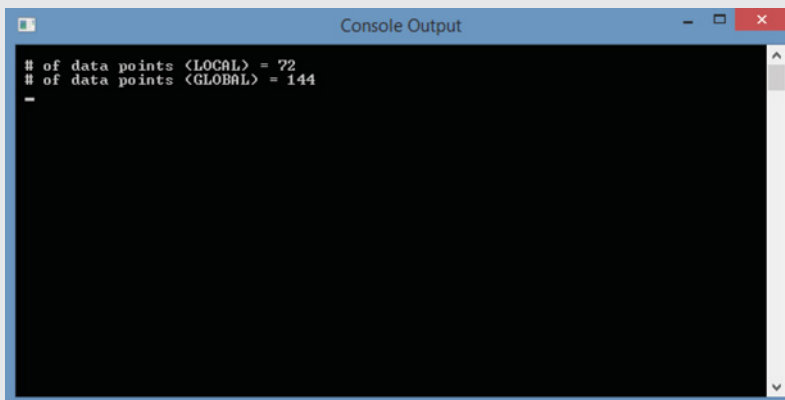 Console Output
# of data points (LOCAL) = 72
# of data points (GLOBAL) = 144